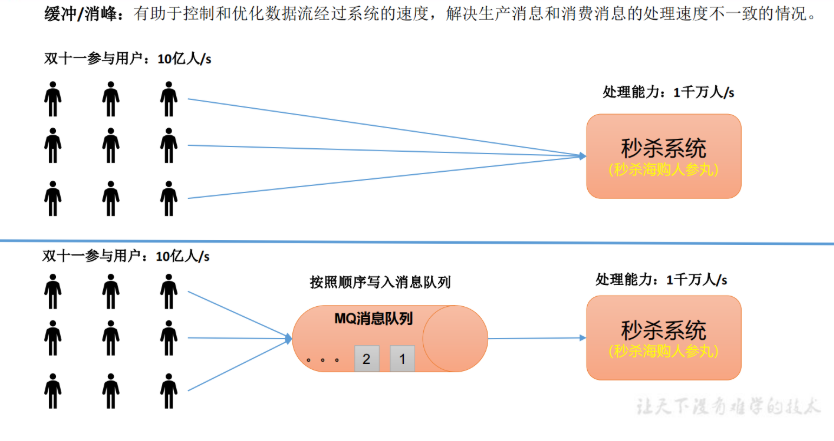 缓冲/消峰：有助于控制和优化数据流经过系统的速度，解决生产消息和消费消息的处理速度不一致的情况。
双十一参与用户：10亿人/s
处理能力：1千万人/s
秒杀系统
(秒杀海购人参丸)
双十一参与用户：10亿人/s
按照顺序写入消息队列
处理能力：1千万人/s
MQ消息队列
。。。 2 1
秒杀系统
(秒杀海购人参丸)
让天下没有难学的技术